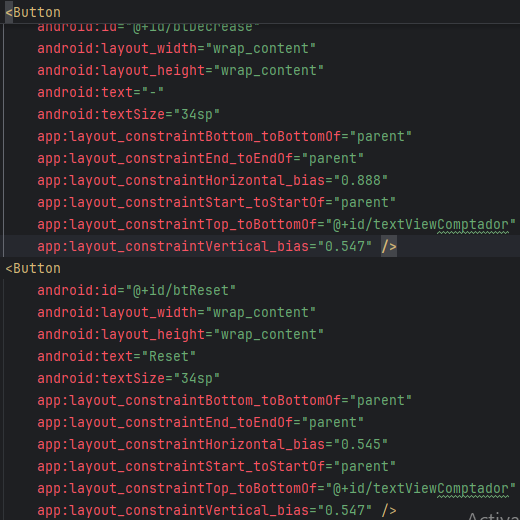 <Button
android:id="@+id/btDecrease"
android:layout_width="wrap_content"
android:layout_height="wrap_content"
android:text="-"
android:textSize="34sp"
app:layout_constraintBottom_toBottomOf="parent"
app:layout_constraintEnd_toEndOf="parent"
app:layout_constraintHorizontal_bias="0.888"
app:layout_constraintStart_toStartOf="parent"
app:layout_constraintTop_toBottomOf="@+id/textViewComptador"
app:layout_constraintVertical_bias="0.547" />
<Button
android:id="@+id/btReset"
android:layout_width="wrap_content"
android:layout_height="wrap_content"
android:text="Reset"
android:textSize="34sp"
app:layout_constraintBottom_toBottomOf="parent"
app:layout_constraintEnd_toEndOf="parent"
app:layout_constraintHorizontal_bias="0.545"
app:layout_constraintStart_toStartOf="parent"
app:layout_constraintTop_toBottomOf="@+id/textViewComptador"
app:layout_constraintVertical_bias="0.547" />